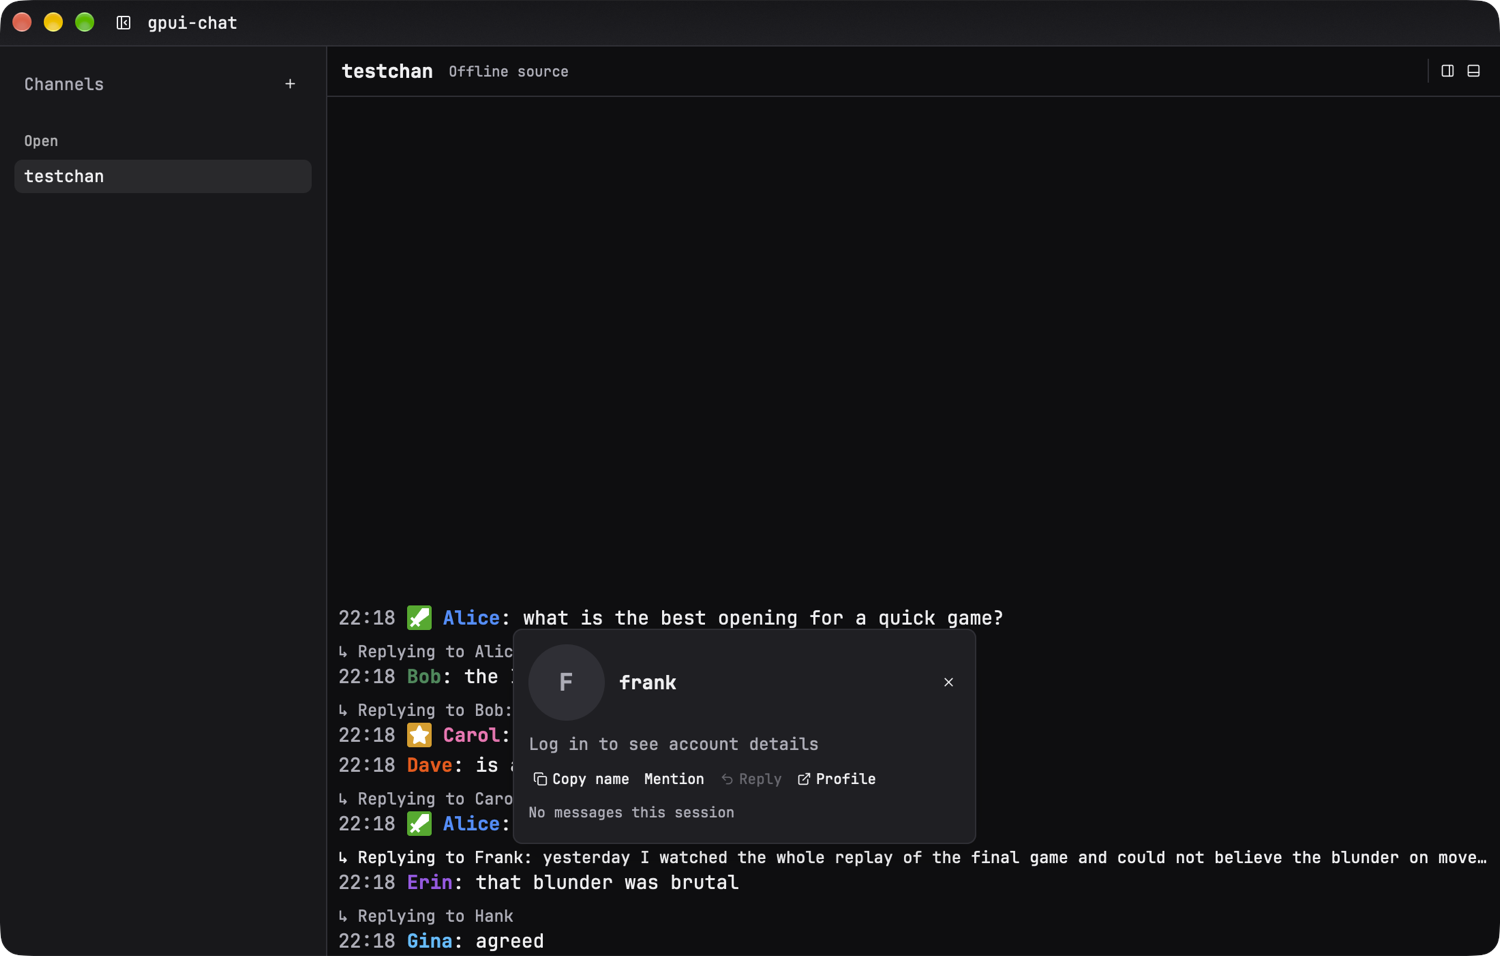 gpui-chat
Channels +
Open
testchan
testchan Offline source
22:18 Alice: what is the best opening for a quick game?
↳ Replying to Alic
22:18 Bob: the
↳ Replying to Bob:
22:18 Carol:
22:18 Dave: is
↳ Replying to Caro
22:18 Alice:
F frank ×
Log in to see account details
Copy name Mention Reply Profile
No messages this session
↳ Replying to Frank: yesterday I watched the whole replay of the final game and could not believe the blunder on move…
22:18 Erin: that blunder was brutal
↳ Replying to Hank
22:18 Gina: agreed